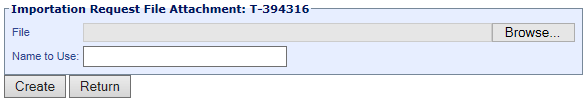 Importation Request File Attachment: T-394316
File Browse...
Name to Use:
Create Return